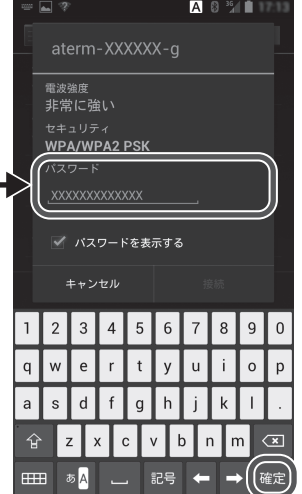 A 3G 17:13
aterm-XXXXXX-g
電波強度
非常に強い
セキュリティ
WPA/WPA2 PSK
パスワード
XXXXXXXXXXXXX
パスワードを表示する
キャンセル 接続
1 2 3 4 5 6 7 8 9 0
q w e r t y u i o p
a s d f g h j k l .
z x c v b n m
あA 記号 確定